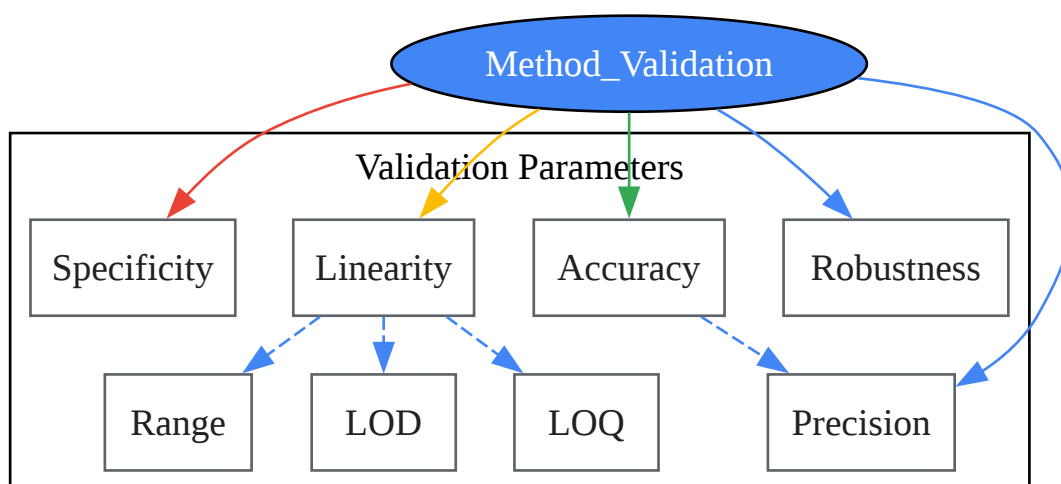 Method_Validation
Validation Parameters
Specificity
Linearity
Accuracy
Robustness
Range
LOD
LOQ
Precision